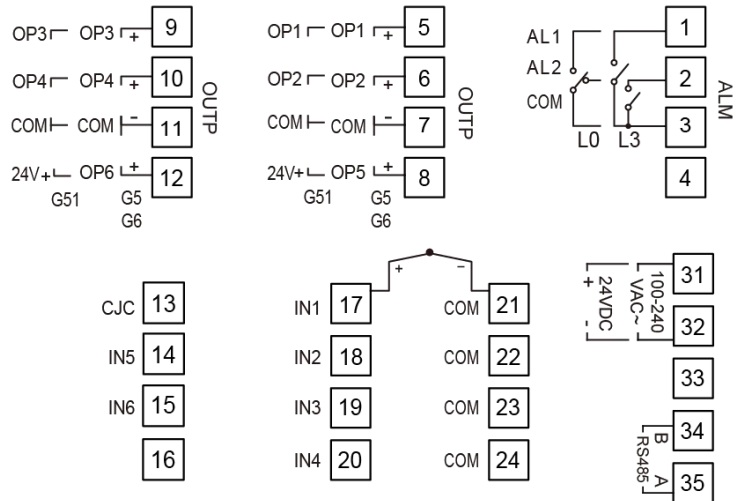 OP3 OP3 + 9
OP4 OP4 + 10
COM COM - 11
24V+ OP6 + 12
G51 G5
G6
OUTP
OP1 OP1 + 5
OP2 OP2 + 6
COM COM - 7
24V+ OP5 + 8
G51 G5
G6
OUTP
AL1 1
AL2 2
COM 3
L0 L3
4
ALM
CJC 13
IN5 14
IN6 15
16
+ -
IN1 17 COM 21
IN2 18 COM 22
IN3 19 COM 23
IN4 20 COM 24
31
32
33
34
35
+ -
24VDC
100-240
VAC~
B A
RS485